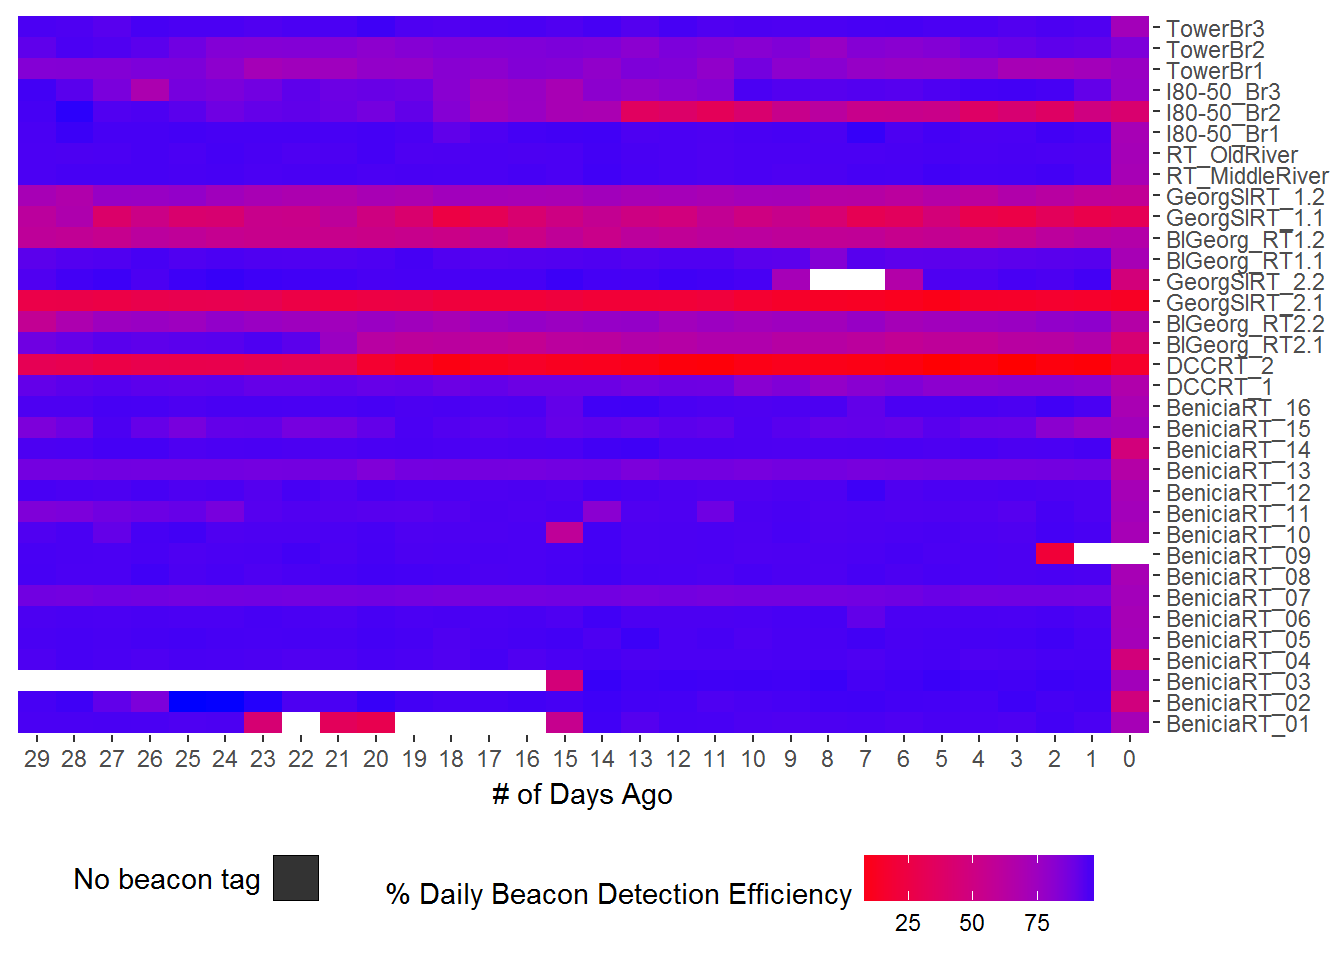 TowerBr3
TowerBr2
TowerBr1
I80-50_Br3
I80-50_Br2
I80-50_Br1
RT_OldRiver
RT_MiddleRiver
GeorgSlRT_1.2
GeorgSlRT_1.1
BlGeorg_RT1.2
BlGeorg_RT1.1
GeorgSlRT_2.2
GeorgSlRT_2.1
BlGeorg_RT2.2
BlGeorg_RT2.1
DCCRT_2
DCCRT_1
BeniciaRT_16
BeniciaRT_15
BeniciaRT_14
BeniciaRT_13
BeniciaRT_12
BeniciaRT_11
BeniciaRT_10
BeniciaRT_09
BeniciaRT_08
BeniciaRT_07
BeniciaRT_06
BeniciaRT_05
BeniciaRT_04
BeniciaRT_03
BeniciaRT_02
BeniciaRT_01
29 28 27 26 25 24 23 22 21 20 19 18 17 16 15 14 13 12 11 10 9 8 7 6 5 4 3 2 1 0
# of Days Ago
No beacon tag
% Daily Beacon Detection Efficiency
25 50 75